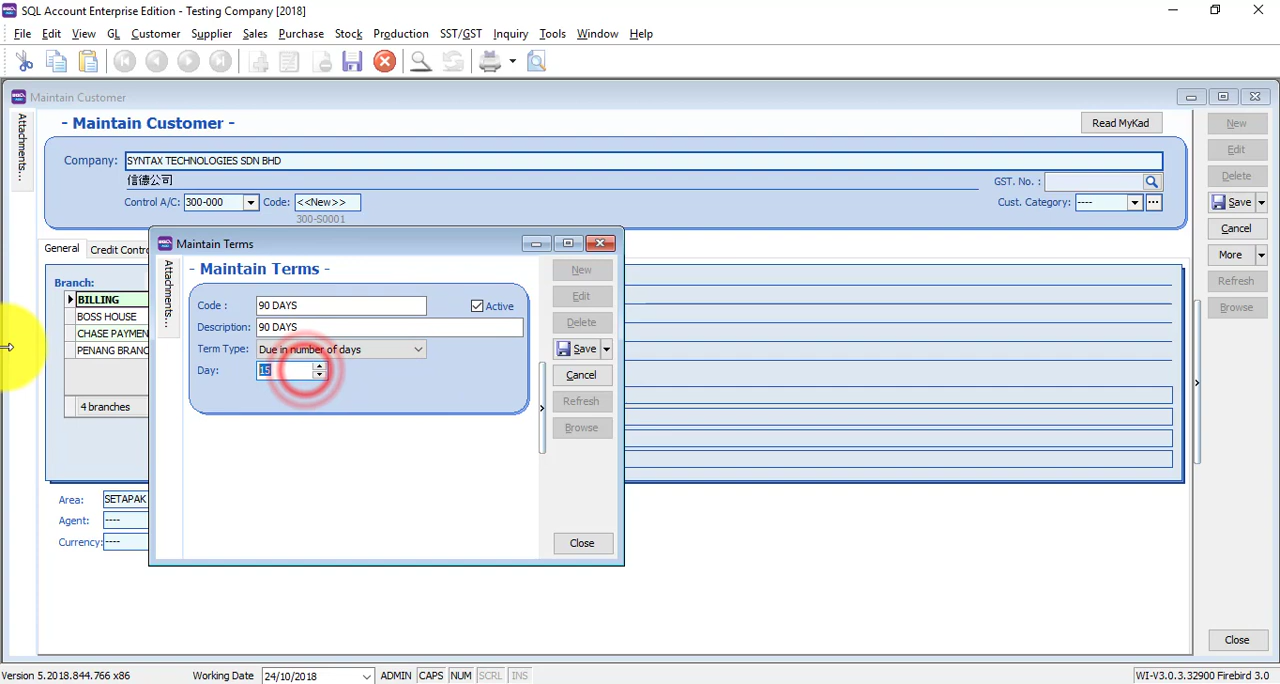 SQL Account Enterprise Edition - Testing Company [2018]
File Edit View GL Customer Supplier Sales Purchase Stock Production SST/GST Inquiry Tools Window Help
Maintain Customer
Attachments...
- Maintain Customer -
Read MyKad
New
Company: SYNTAX TECHNOLOGIES SDN BHD
Edit
信德公司
GST. No. :
Delete
Control A/C: 300-000 Code: <<New>>
Cust. Category: ----
Save
300-S0001
Cancel
General Credit Contr
More
Refresh
Browse
Branch:
BILLING
BOSS HOUSE
CHASE PAYMEN
PENANG BRANC
4 branches
Area: SETAPAK
Agent: ----
Currency: ----
Maintain Terms
Attachments...
- Maintain Terms -
New
Code : 90 DAYS
Active
Edit
Description: 90 DAYS
Delete
Term Type: Due in number of days
Save
Day: 15
Cancel
Refresh
Browse
Close
Close
Version 5.2018.844.766 x86 Working Date 24/10/2018 ADMIN CAPS NUM SCRL INS WI-V3.0.3.32900 Firebird 3.0